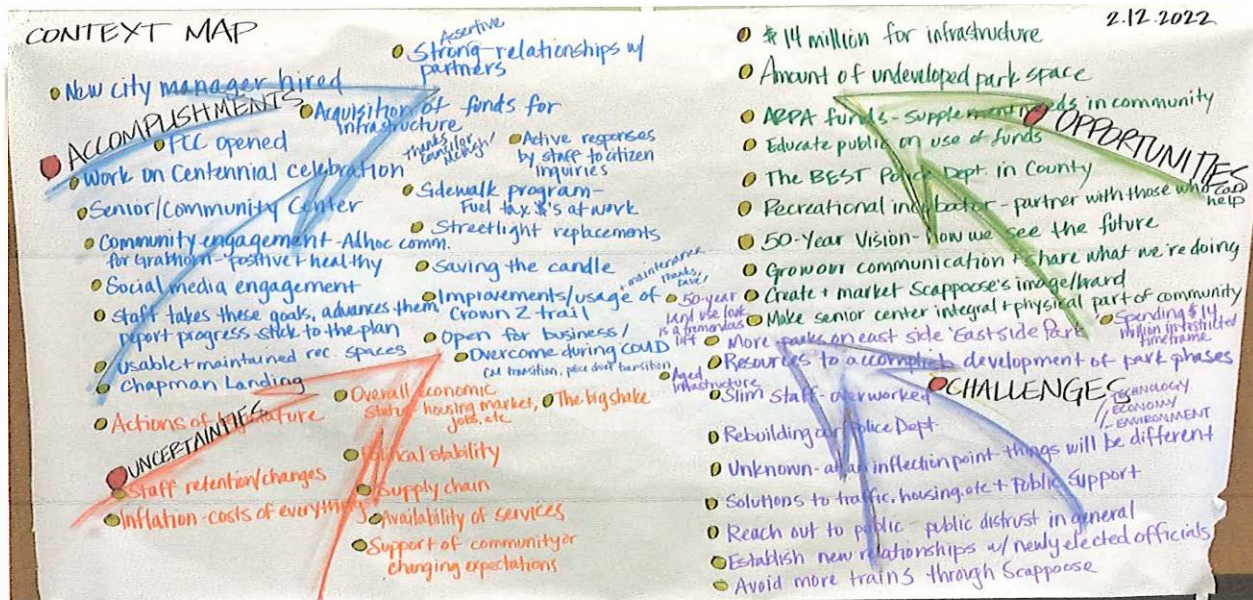 CONTEXT MAP
2.12.2022
ACCOMPLISHMENTS
New city manager hired
PCC opened
Work on Centennial celebration
Senior/Community Center
Community engagement-Adhoc comm.
for Grabhorn-positive + healthy
Social media engagement
Staff takes these goals, advances them,
report progress-stick to the plan
Usable + maintained rec. spaces
Chapman Landing
Assertive
Strong-relationships w/
partners
Acquisition of funds for
infrastructure
thanks
Councilor
Active responses
by staff to citizen
inquiries
Sidewalk program-
Fuel tax $'s at work
Streetlight replacements
Saving the candle
+ maintenance
Thanks,
Dave!
Improvements/usage of
Crown Z trail
Open for business/
Overcome during COVID
CM transition, police dept transition
OPPORTUNITIES
$14 million for infrastructure
Amount of undeveloped park space
ARPA funds-supplement needs in community
Educate public on use of funds
The BEST Police Dept. in County
Recreational incubator-partner with those who can
help
50-Year Vision-How we see the future
Grow our communication + share what we're doing
Create + market Scappoose's image/brand
Make senior center integral + physical part of community
More parks on east side "Eastside Park"
UNCERTAINTIES
Actions of legislature
Staff retention/changes
Inflation-costs of everything
Overall economic
status-housing market,
jobs, etc
The big shake
Political stability
Supply chain
Availability of services
Support of community or
changing expectations
CHALLENGES
TECHNOLOGY
ECONOMY
ENVIRONMENT
50-year
land use look
is a tremendous
lift
Spending $14
million in restricted
timeframe
Resources to accomplish development of park phases
Aged
infrastructure
Slim staff-overworked
Rebuilding our Police Dept
Unknown-at an inflection point-things will be different
Solutions to traffic, housing, etc + Public Support
Reach out to public-public distrust in general
Establish new relationships w/ newly elected officials
Avoid more trains through Scappoose